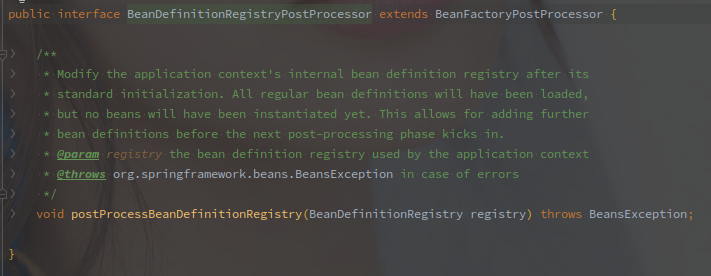 public interface BeanDefinitionRegistryPostProcessor extends BeanFactoryPostProcessor {
/**
* Modify the application context's internal bean definition registry after its
* standard initialization. All regular bean definitions will have been loaded,
* but no beans will have been instantiated yet. This allows for adding further
* bean definitions before the next post-processing phase kicks in.
* @param registry the bean definition registry used by the application context
* @throws org.springframework.beans.BeansException in case of errors
*/
void postProcessBeanDefinitionRegistry(BeanDefinitionRegistry registry) throws BeansException;
}